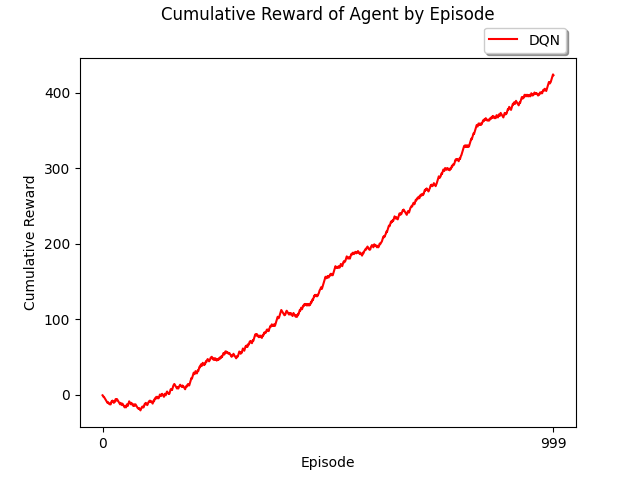 Cumulative Reward of Agent by Episode
DQN
400
300
200
100
0
Cumulative Reward
0
999
Episode